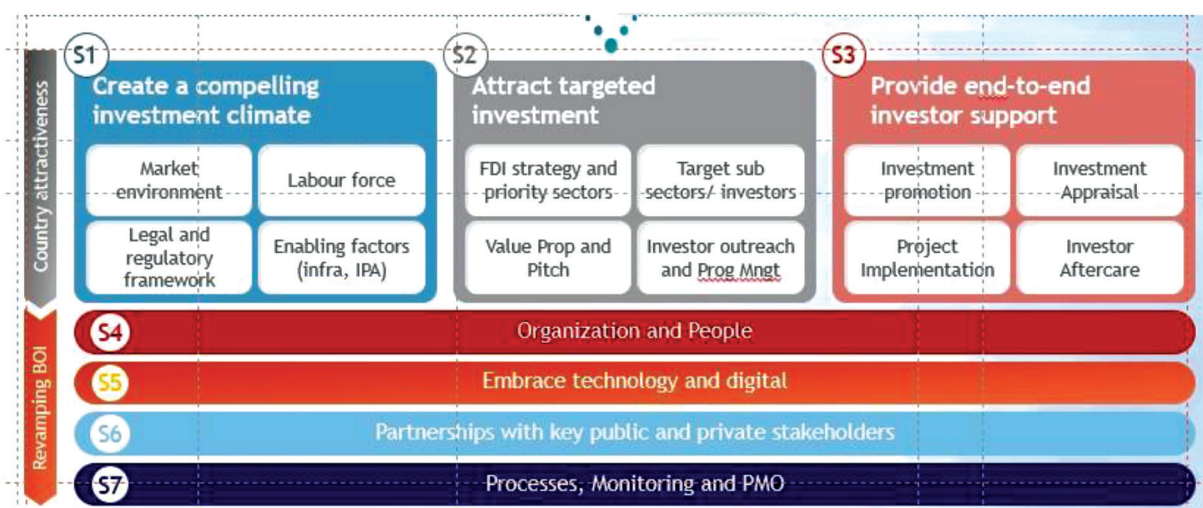 Country attractiveness
S1
Create a compelling
investment climate
Market
environment
Labour force
Legal and
regulatory
framework
Enabling factors
(infra, IPA)
S2
Attract targeted
investment
FDI strategy and
priority sectors
Target sub
sectors/ investors
Value Prop and
Pitch
Investor outreach
and Prog Mngt
S3
Provide end-to-end
investor support
Investment
promotion
Investment
Appraisal
Project
Implementation
Investor
Aftercare
Revamping BOI
S4
Organization and People
S5
Embrace technology and digital
S6
Partnerships with key public and private stakeholders
S7
Processes, Monitoring and PMO